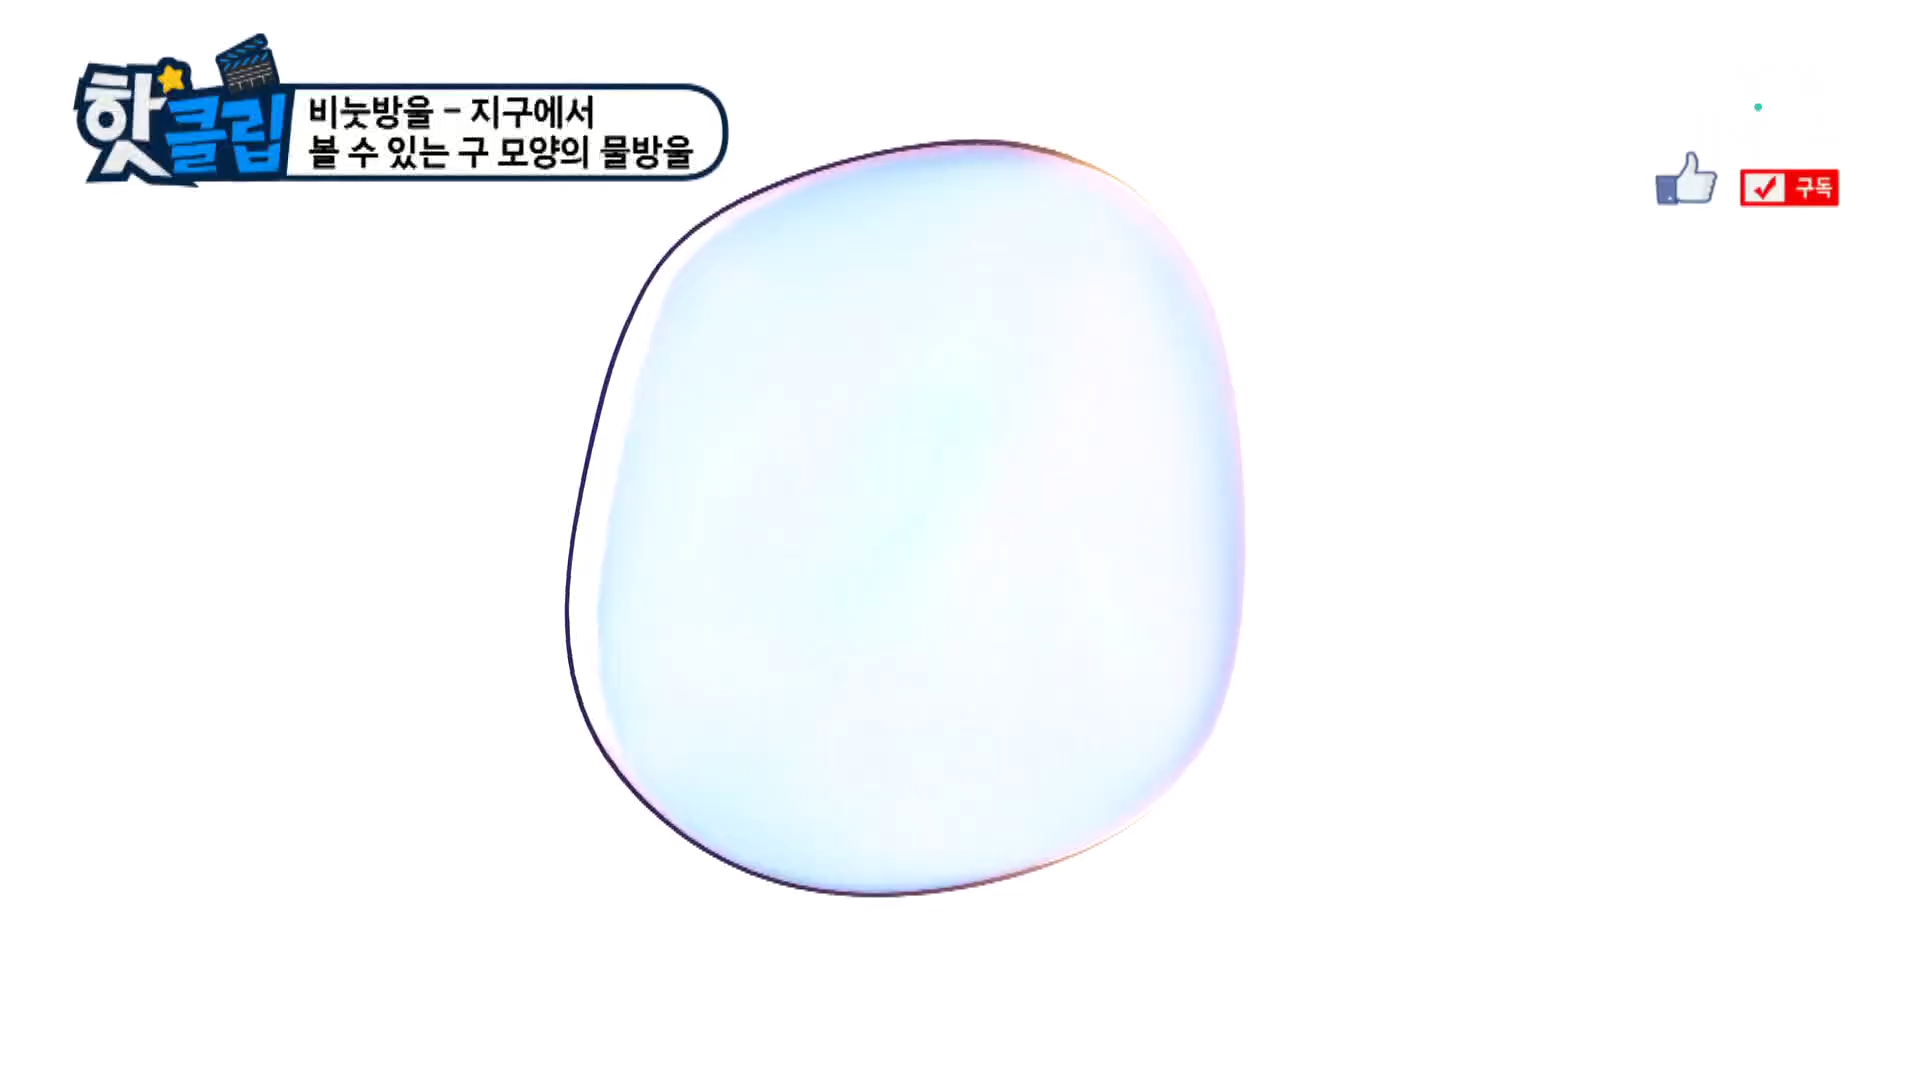 핫클립
비눗방울 - 지구에서
볼 수 있는 구 모양의 물방울
구독